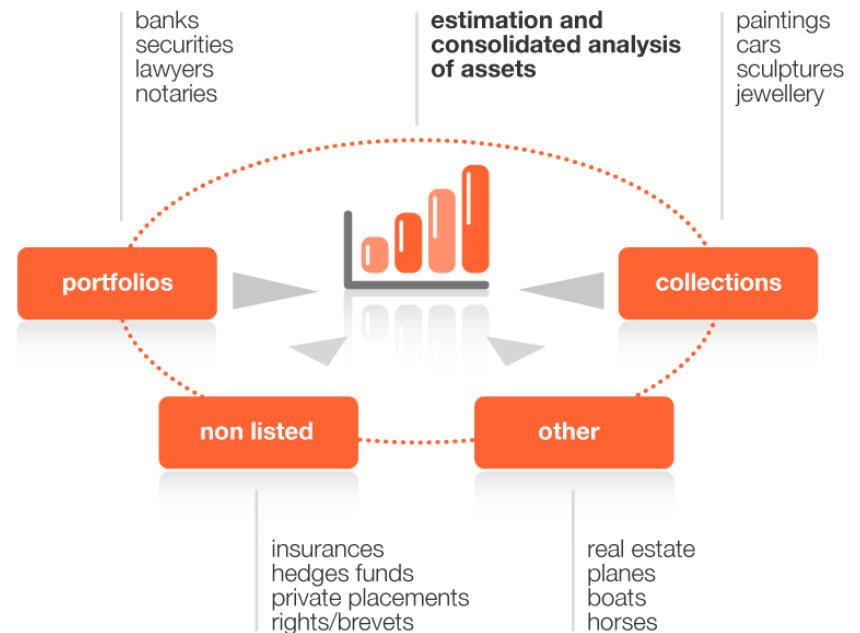 banks
securities
lawyers
notaries
estimation and
consolidated analysis
of assets
paintings
cars
sculptures
jewellery
portfolios
collections
non listed
other
insurances
hedges funds
private placements
rights/brevets
real estate
planes
boats
horses